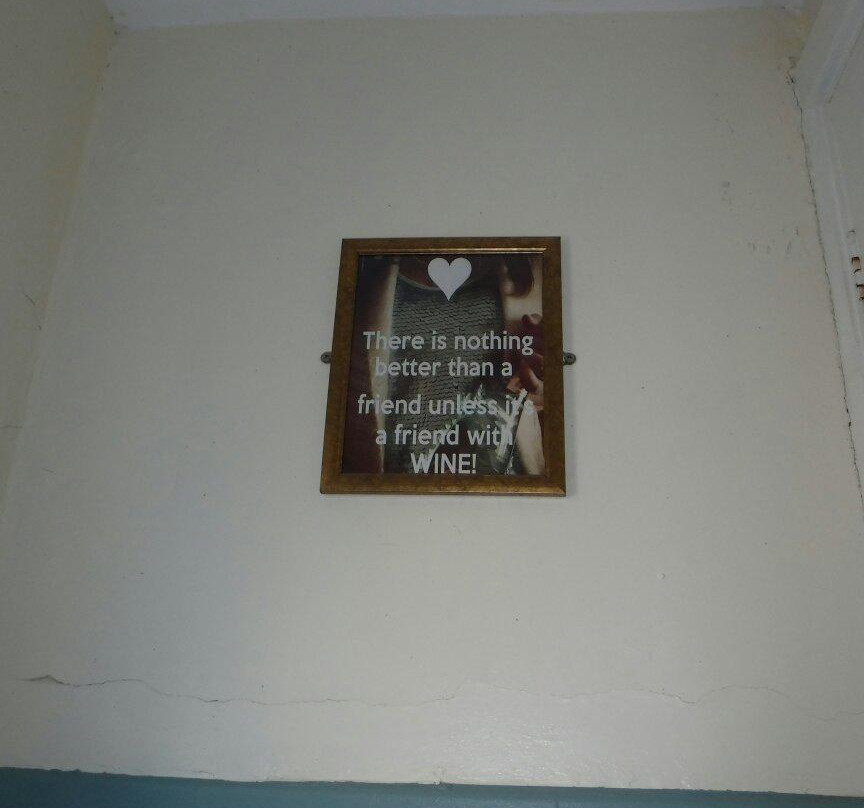 There is nothing
better than a
friend unless it's
a friend with
WINE!